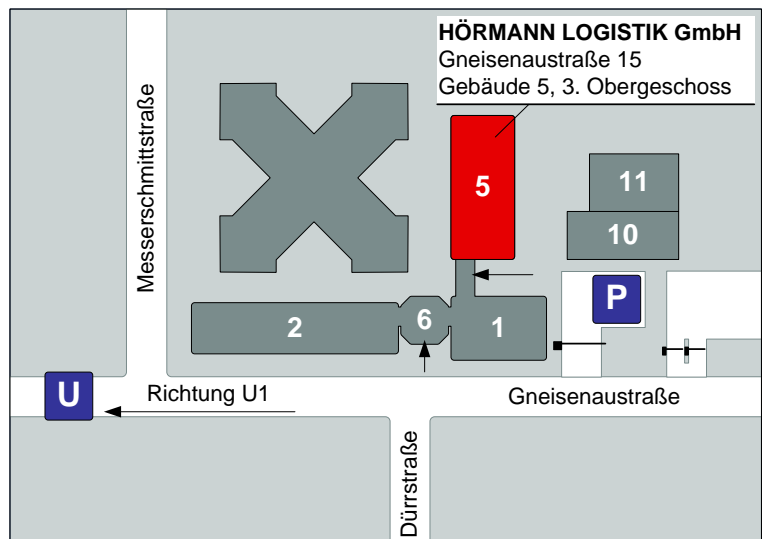 HÖRMANN LOGISTIK GmbH
Gneisenaustraße 15
Gebäude 5, 3. Obergeschoss
Messerschmittstraße
5
11
10
P
2
6
1
U
Richtung U1
Gneisenaustraße
Dürrstraße